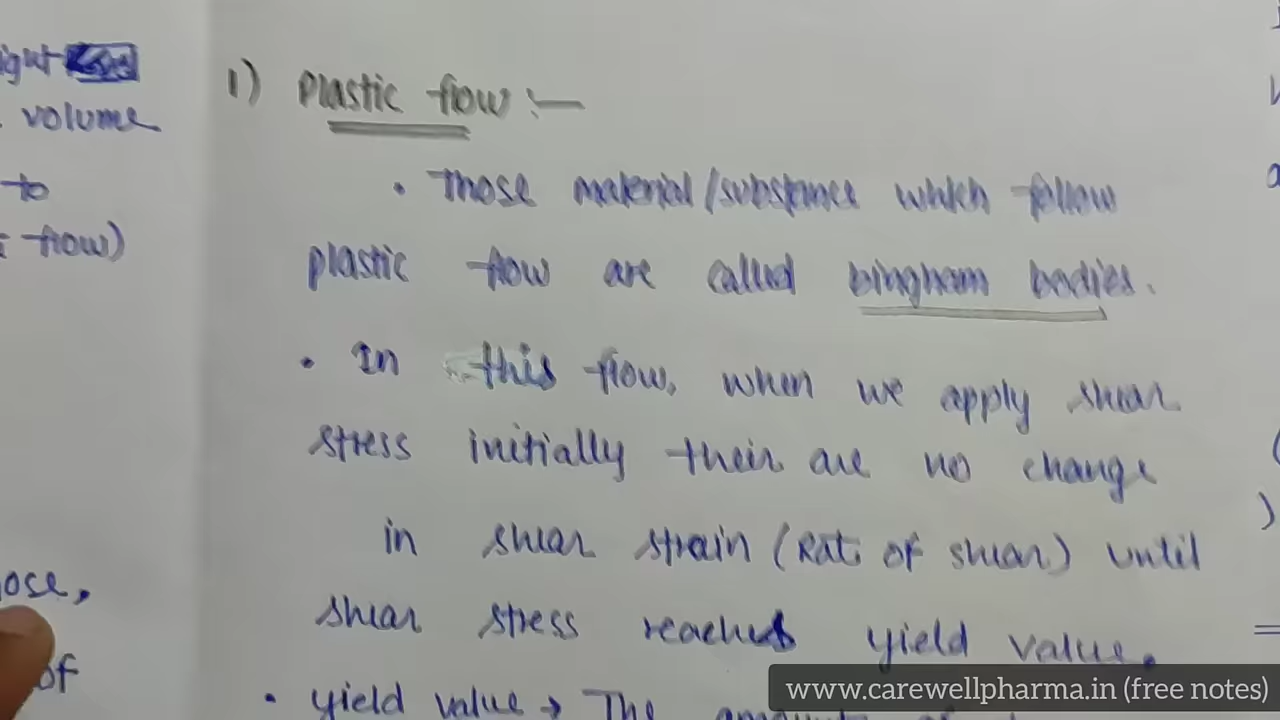 1) Plastic flow :-
• Those material/substance which follow
plastic flow are called bingham bodies.
• In this flow, when we apply shear
stress initially their are no change
in shear strain (Rate of shear) until
shear stress reaches yield value.
• yield value → The amount of
volume
to
flow)
of
www.carewellpharma.in (free notes)